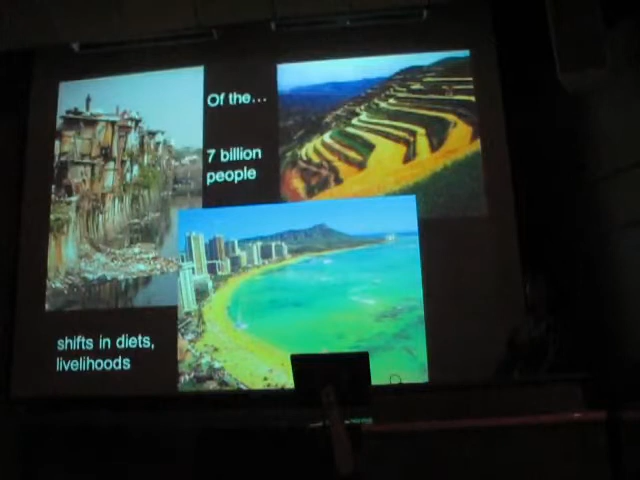 Of the...
7 billion
people
shifts in diets,
livelihoods